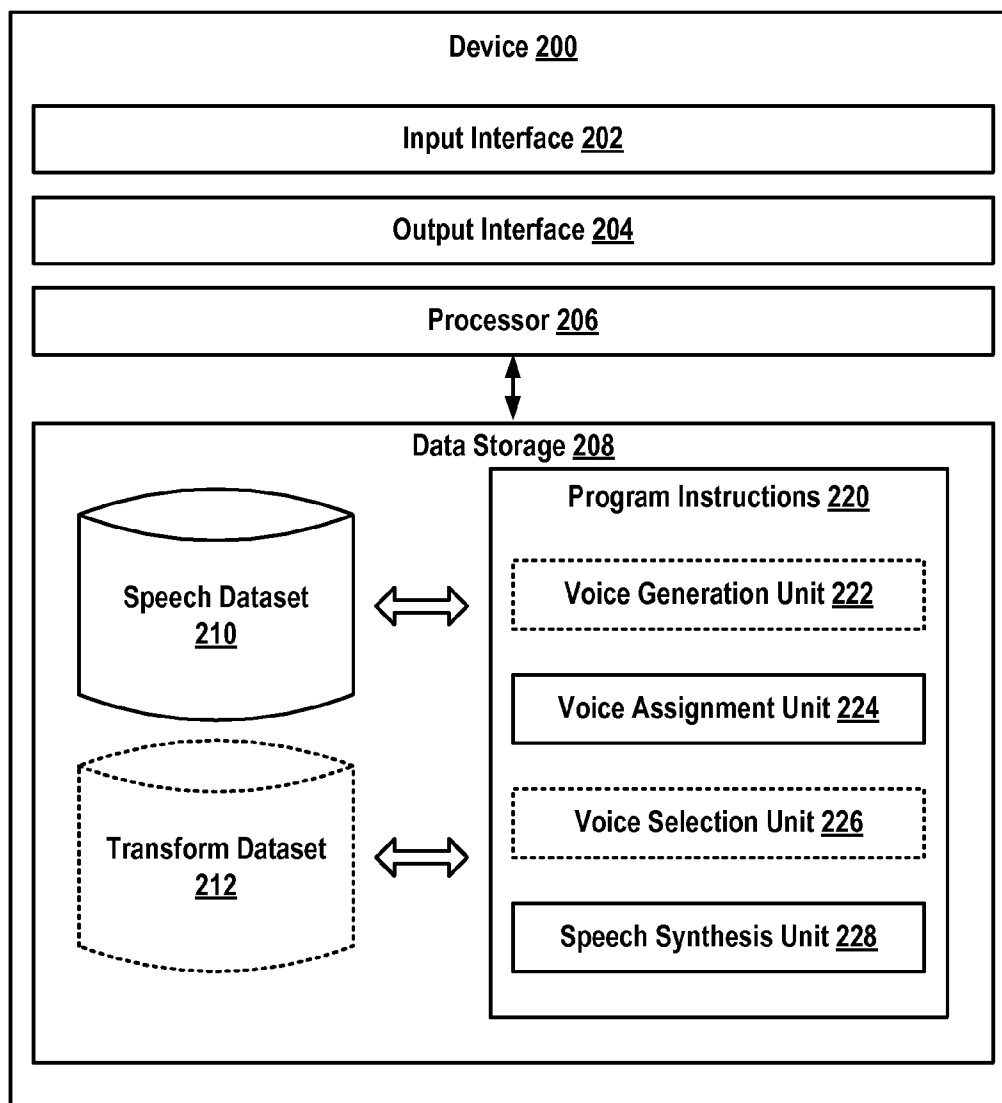 Device 200
Input Interface 202
Output Interface 204
Processor 206
Data Storage 208
Speech Dataset
210
Transform Dataset
212
Program Instructions 220
Voice Generation Unit 222
Voice Assignment Unit 224
Voice Selection Unit 226
Speech Synthesis Unit 228